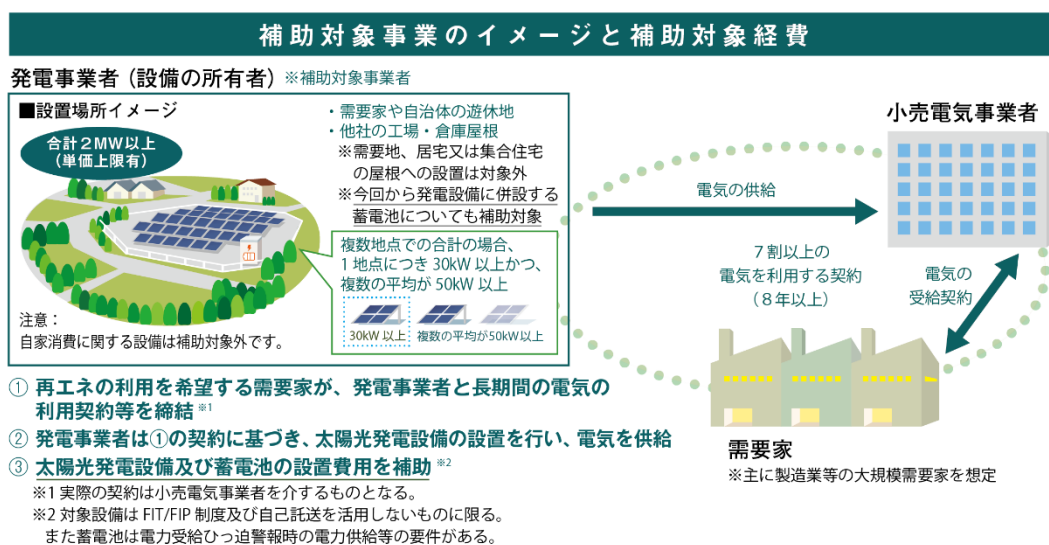 補助対象事業のイメージと補助対象経費
発電事業者（設備の所有者）※補助対象事業者
■設置場所イメージ
合計２MW以上
（単価上限有）
・需要家や自治体の遊休地
・他社の工場・倉庫屋根
※需要地、居宅又は集合住宅
の屋根への設置は対象外
※今回から発電設備に併設する
蓄電池についても補助対象
複数地点での合計の場合、
１地点につき 30kW 以上かつ、
複数の平均が 50kW 以上
30kW 以上
複数の平均が50kW以上
注意：
自家消費に関する設備は補助対象外です。
小売電気事業者
電気の供給
７割以上の
電気を利用する契約
（８年以上）
電気の
受給契約
需要家
※主に製造業等の大規模需要家を想定
① 再エネの利用を希望する需要家が、発電事業者と長期間の電気の
利用契約等を締結 ※1
② 発電事業者は①の契約に基づき、太陽光発電設備の設置を行い、電気を供給
③ 太陽光発電設備及び蓄電池の設置費用を補助 ※2
※1 実際の契約は小売電気事業者を介するものとなる。
※2 対象設備は FIT/FIP 制度及び自己託送を活用しないものに限る。
また蓄電池は電力受給ひっ迫警報時の電力供給等の要件がある。